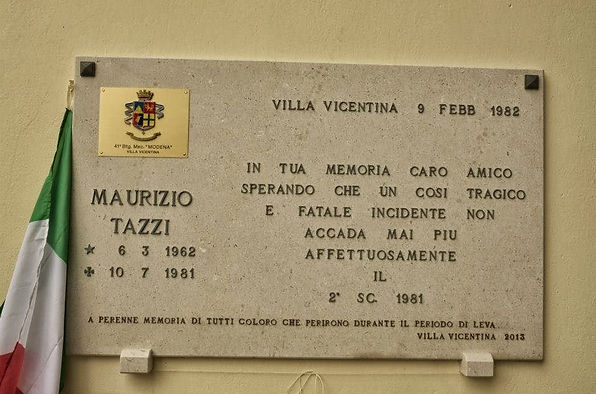 41° Btg. Mec. "MODENA"
VILLA VICENTINA
MAURIZIO
TAZZI
6 3 1962
10 7 1981
VILLA VICENTINA 9 FEBB 1982
IN TUA MEMORIA CARO AMICO
SPERANDO CHE UN COSI TRAGICO
E FATALE INCIDENTE NON
ACCADA MAI PIU
AFFETTUOSAMENTE
IL
2° SC. 1981
A PERENNE MEMORIA DI TUTTI COLORO CHE PERIRONO DURANTE IL PERIODO DI LEVA.
VILLA VICENTINA 2013